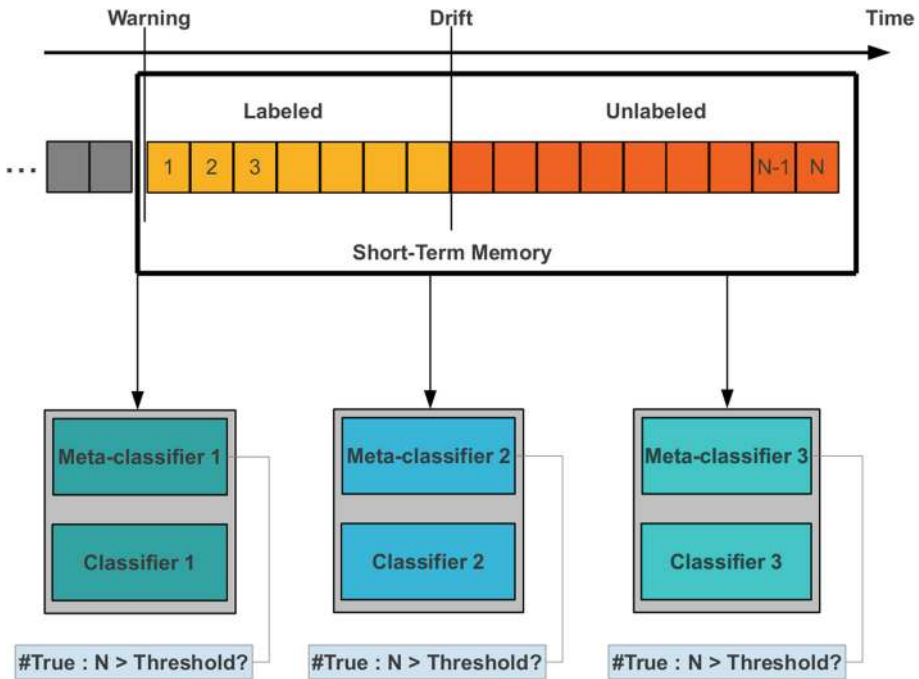 Warning Drift Time
Labeled Unlabeled
...
1 2 3 N-1 N
Short-Term Memory
Meta-classifier 1 Meta-classifier 2 Meta-classifier 3
Classifier 1 Classifier 2 Classifier 3
#True : N > Threshold? #True : N > Threshold? #True : N > Threshold?